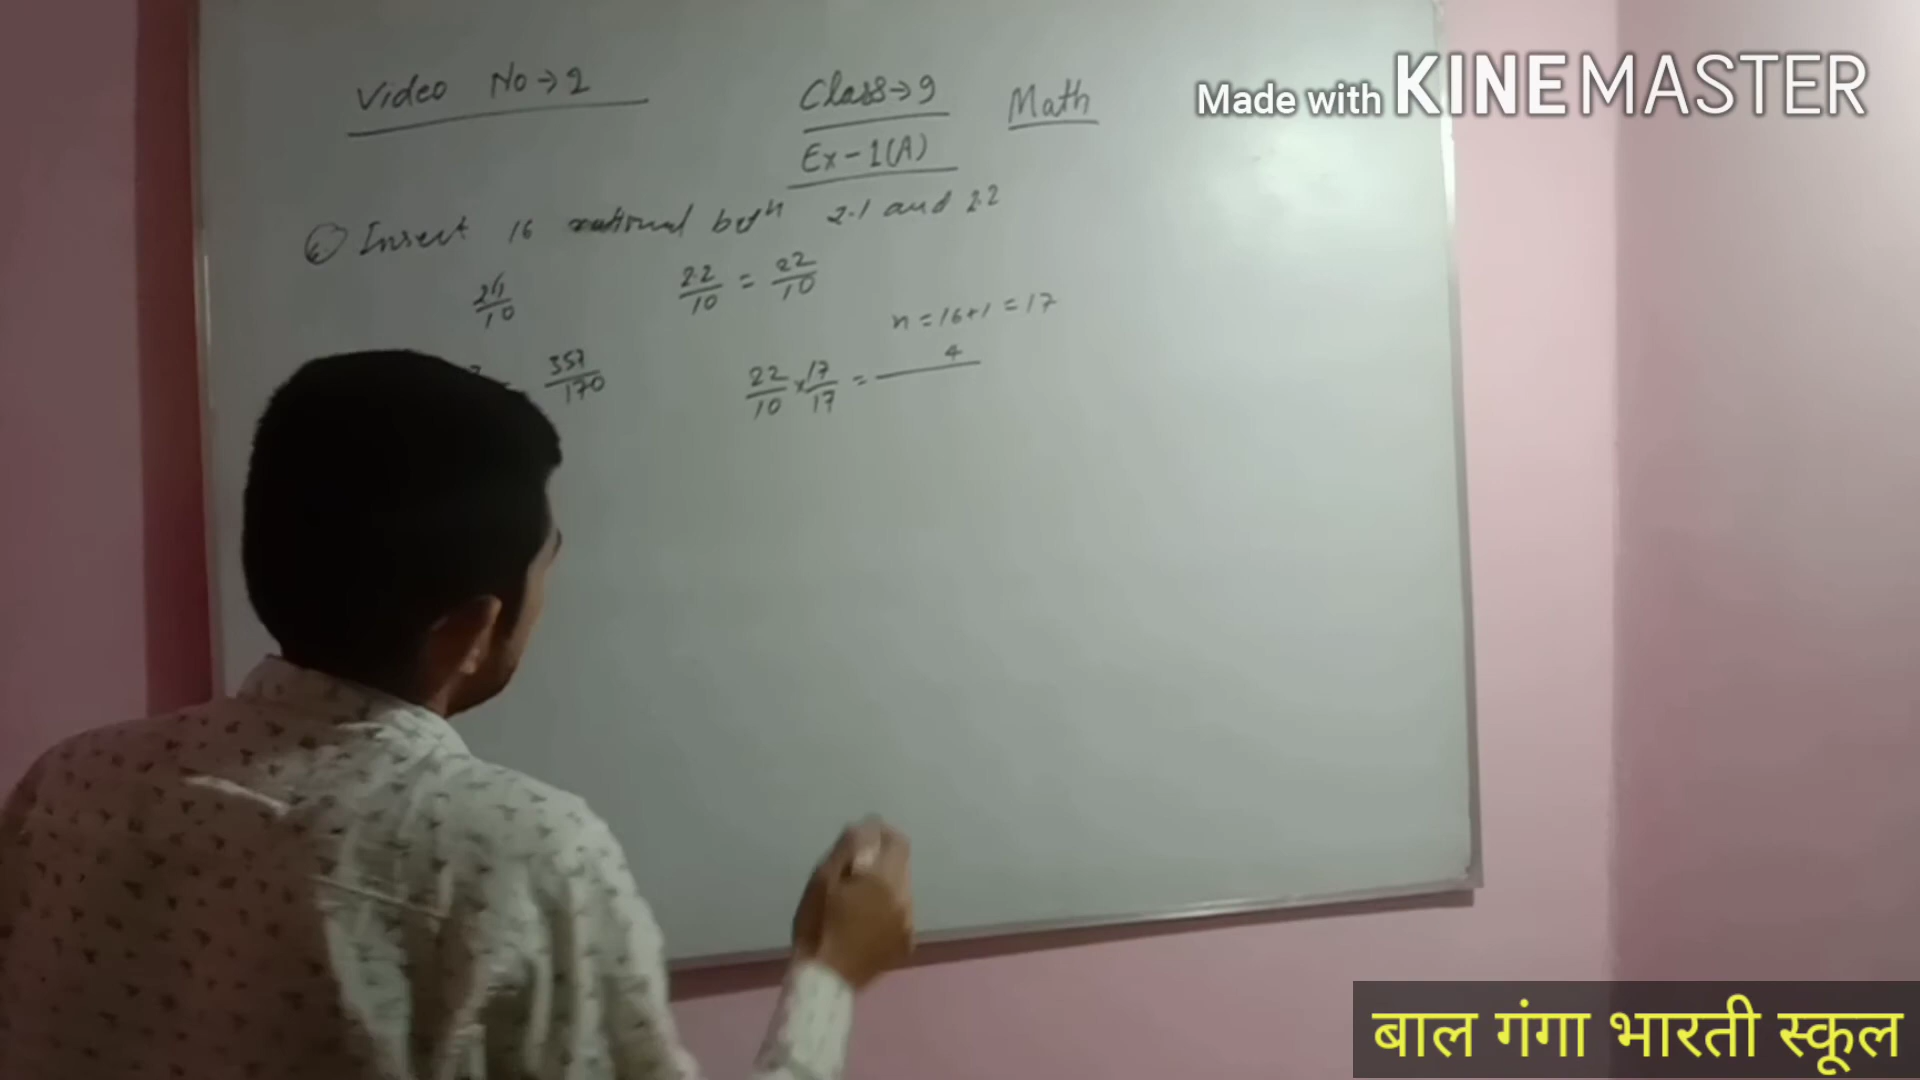 Made with KINEMASTER
Video No→2
Class→9 Math
Ex-1(A)
Insert 16 rational betn 2.1 and 2.2
21/10 2.2/10 = 22/10
n = 16+1 = 17
357/170 22/10 × 17/17 = 4
बाल गंगा भारती स्कूल